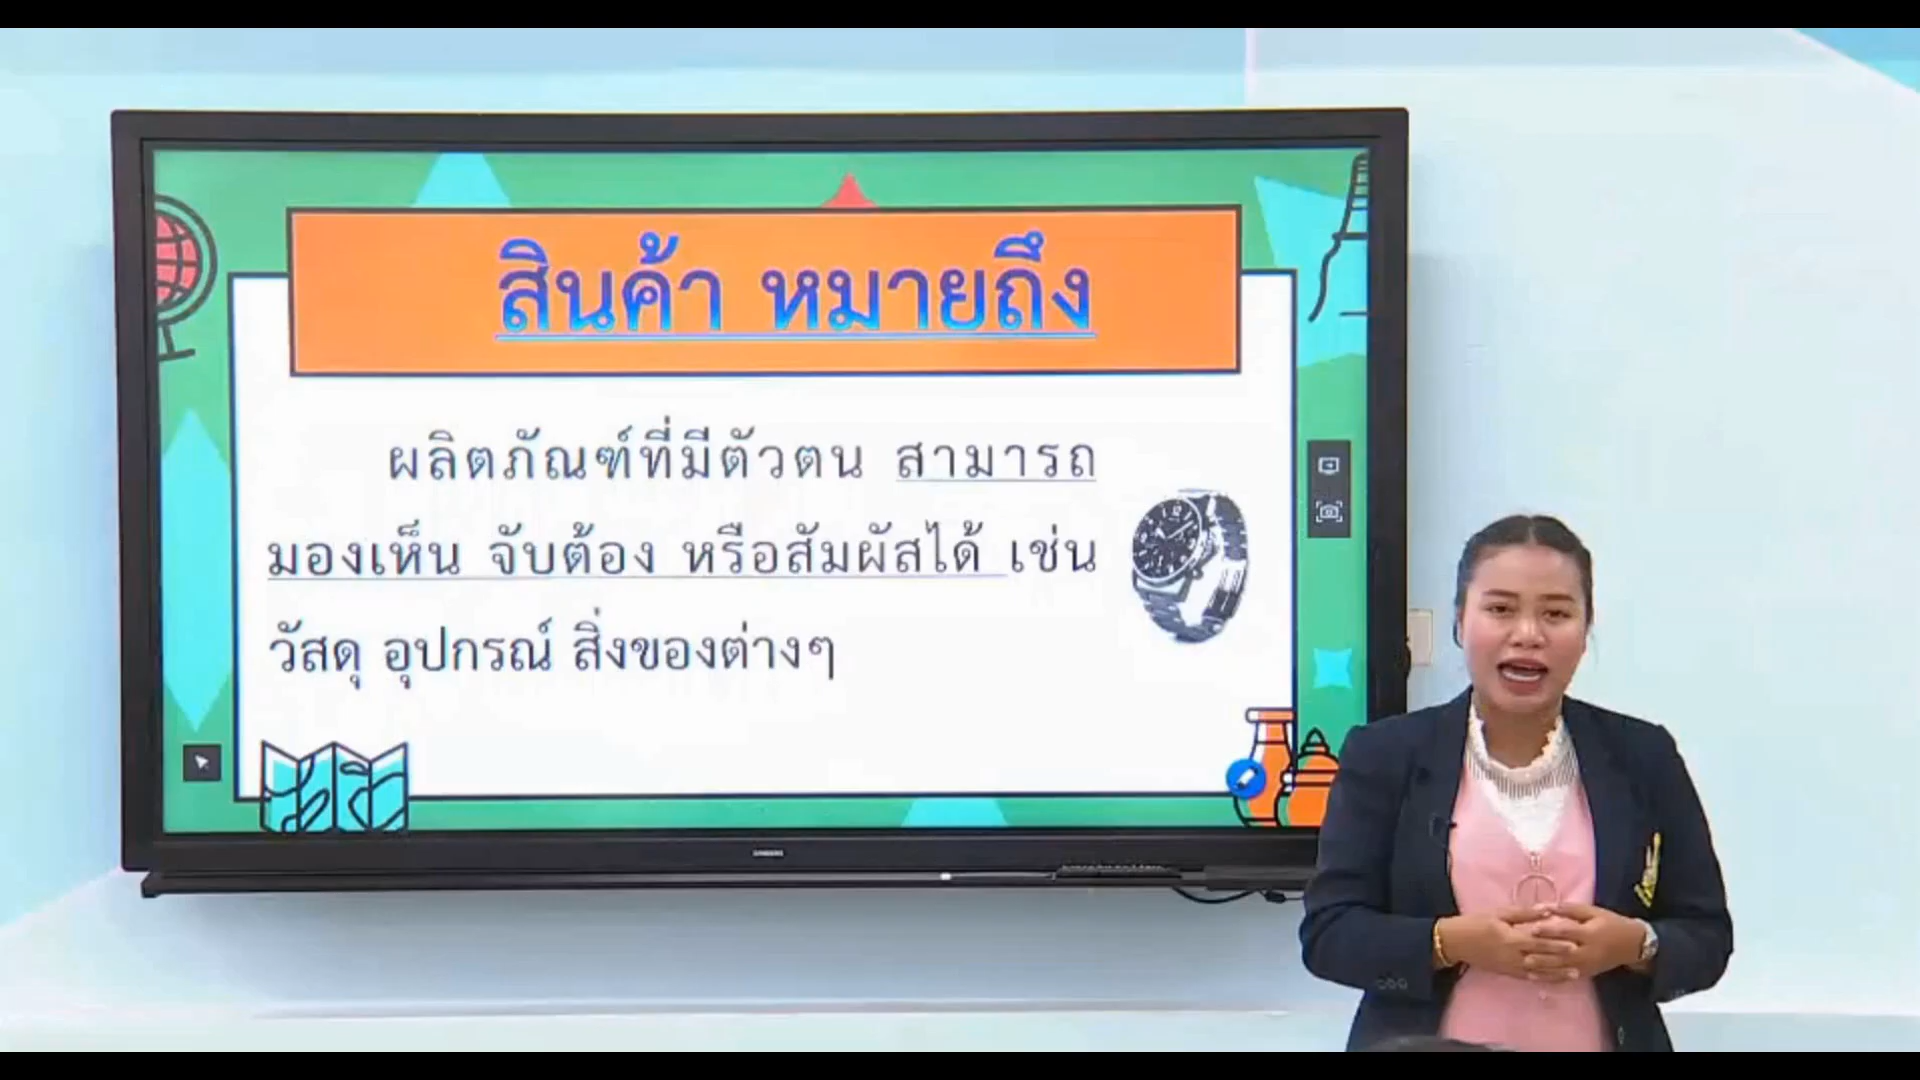 สินค้า หมายถึง
ผลิตภัณฑ์ที่มีตัวตน สามารถ
มองเห็น จับต้อง หรือสัมผัสได้ เช่น
วัสดุ อุปกรณ์ สิ่งของต่างๆ
SAMSUNG